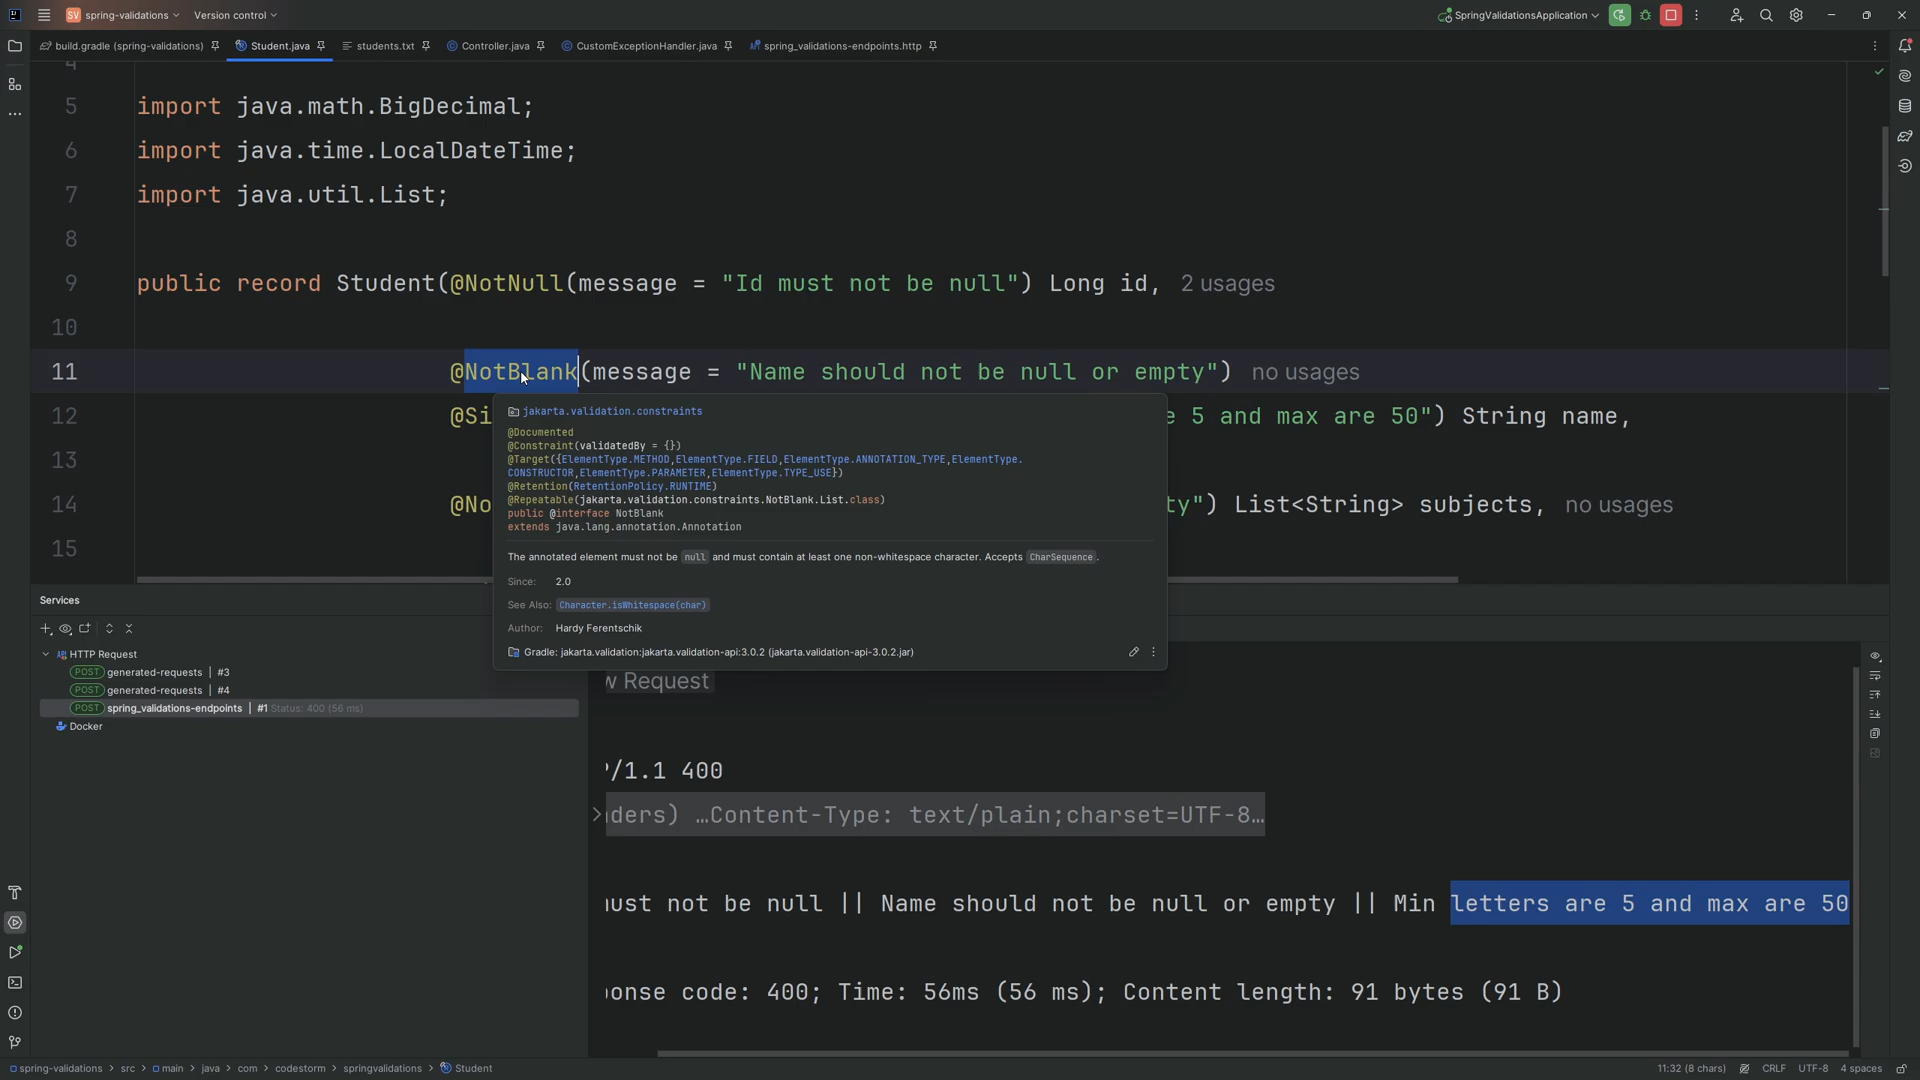 SV spring-validations
Version control
SpringValidationsApplication
build.gradle (spring-validations)
Student.java
students.txt
Controller.java
CustomExceptionHandler.java
spring_validations-endpoints.http
5 import java.math.BigDecimal;
6 import java.time.LocalDateTime;
7 import java.util.List;
8
9 public record Student(@NotNull(message = "Id must not be null") Long id, 2 usages
10
11 @NotBlank(message = "Name should not be null or empty") no usages
12 @Si e 5 and max are 50") String name,
13
14 @No ty") List<String> subjects, no usages
15
jakarta.validation.constraints
@Documented
@Constraint(validatedBy = {})
@Target({ElementType.METHOD,ElementType.FIELD,ElementType.ANNOTATION_TYPE,ElementType.
CONSTRUCTOR,ElementType.PARAMETER,ElementType.TYPE_USE})
@Retention(RetentionPolicy.RUNTIME)
@Repeatable(jakarta.validation.constraints.NotBlank.List.class)
public @interface NotBlank
extends java.lang.annotation.Annotation
The annotated element must not be null and must contain at least one non-whitespace character. Accepts CharSequence.
Since: 2.0
See Also: Character.isWhitespace(char)
Author: Hardy Ferentschik
Gradle: jakarta.validation:jakarta.validation-api:3.0.2 (jakarta.validation-api-3.0.2.jar)
Services
HTTP Request
POST generated-requests | #3
POST generated-requests | #4
POST spring_validations-endpoints | #1 Status: 400 (56 ms)
Docker
w Request
/1.1 400
ders) …Content-Type: text/plain;charset=UTF-8…
ust not be null || Name should not be null or empty || Min letters are 5 and max are 50
onse code: 400; Time: 56ms (56 ms); Content length: 91 bytes (91 B)
spring-validations > src > main > java > com > codestorm > springvalidations > Student
11:32 (8 chars)
CRLF
UTF-8
4 spaces